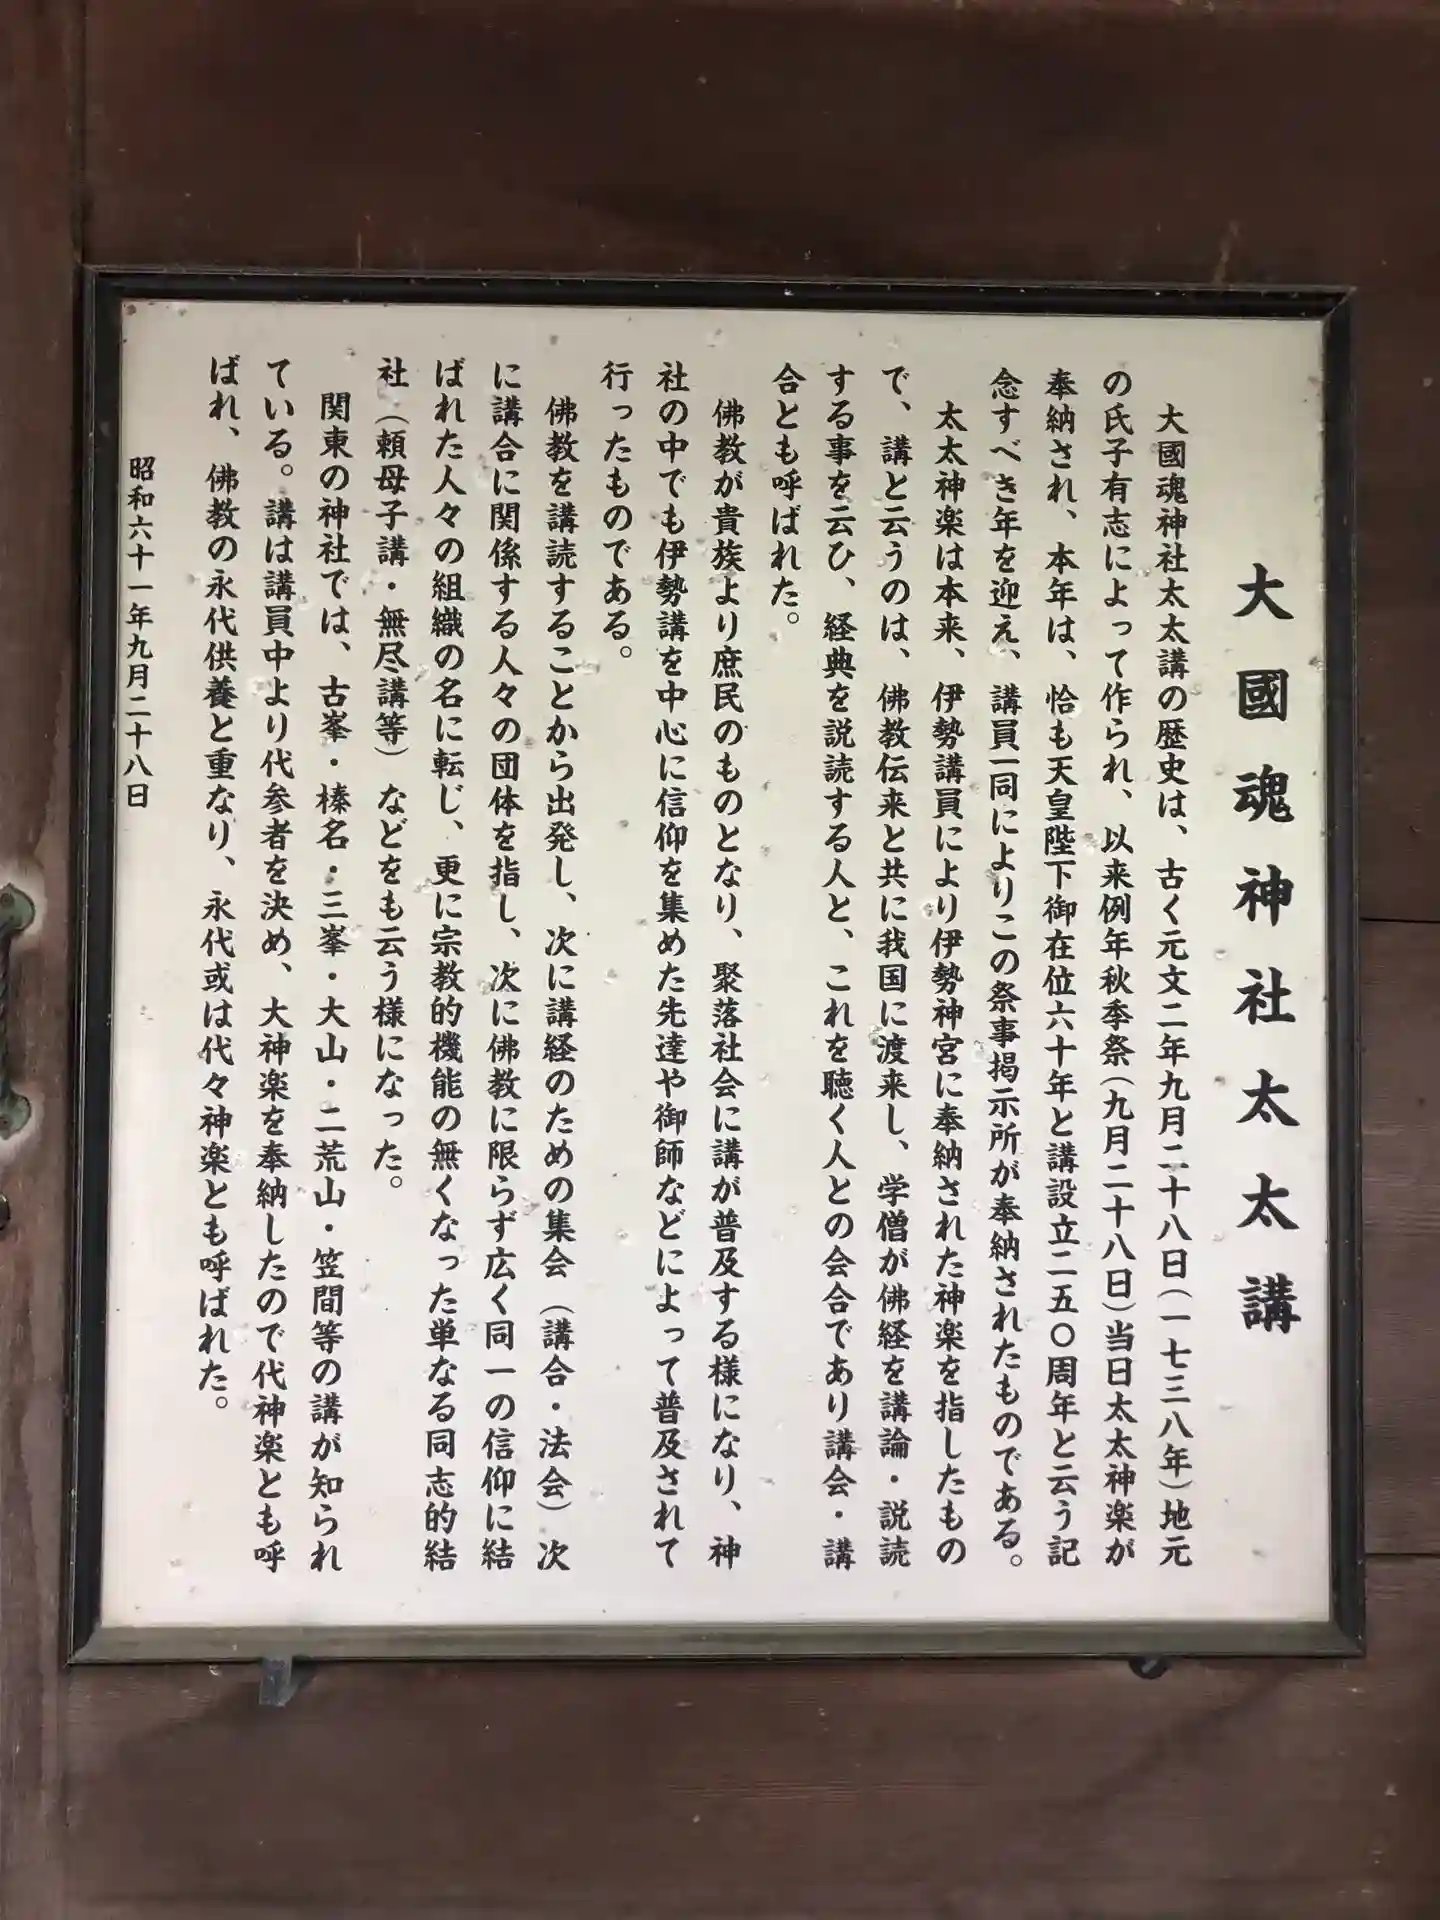 大國魂神社太太講
大國魂神社太太講の歴史は、古く元文二年九月二十八日(一七三八年)地元
の氏子有志によって作られ、以来例年秋季祭(九月二十八日)当日太太神楽が
奉納され、本年は、恰も天皇陛下御在位六十年と講設立二五〇周年と云う記
念すべき年を迎え、講員一同によりこの祭事掲示所が奉納されたものである。
太太神楽は本来、伊勢講員により伊勢神宮に奉納された神楽を指したもの
で、講と云うのは、佛教伝来と共に我国に渡来し、学僧が佛経を講論・説読
する事を云ひ、経典を説読する人と、これを聴く人との会合であり講会・講
合とも呼ばれた。
佛教が貴族より庶民のものとなり、聚落社会に講が普及する様になり、神
社の中でも伊勢講を中心に信仰を集めた先達や御師などによって普及されて
行ったものである。
佛教を講読することから出発し、次に講経のための集会(講合・法会)次
に講合に関係する人々の団体を指し、次に佛教に限らず広く同一の信仰に結
ばれた人々の組織の名に転じ、更に宗教的機能の無くなった単なる同志的結
社(頼母子講・無尽講等)などをも云う様になった。
関東の神社では、古峯・榛名・三峯・大山・二荒山・笠間等の講が知られ
ている。講は講員中より代参者を決め、大神楽を奉納したので代神楽とも呼
ばれ、佛教の永代供養と重なり、永代或は代々神楽とも呼ばれた。
昭和六十一年九月二十八日